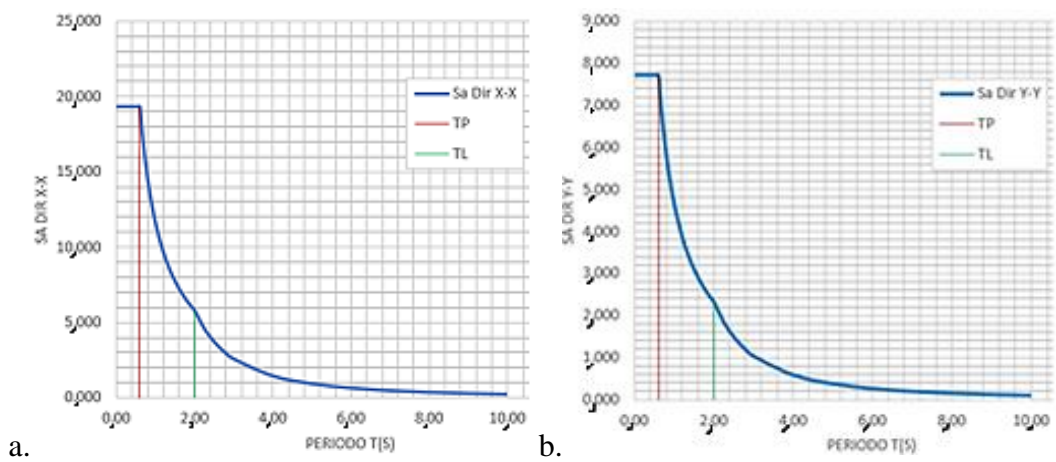 25,000
20,000
15,000
10,000
5,000
0,000
SA DIR X-X
0,00 2,00 4,00 6,00 8,00 10,00
PERIODO T(S)
Sa Dir X-X
TP
TL
a.
9,000
8,000
7,000
6,000
5,000
4,000
3,000
2,000
1,000
0,000
SA DIR Y-Y
0,00 2,00 4,00 6,00 8,00 10,00
PERIODO T(S)
Sa Dir Y-Y
TP
TL
b.